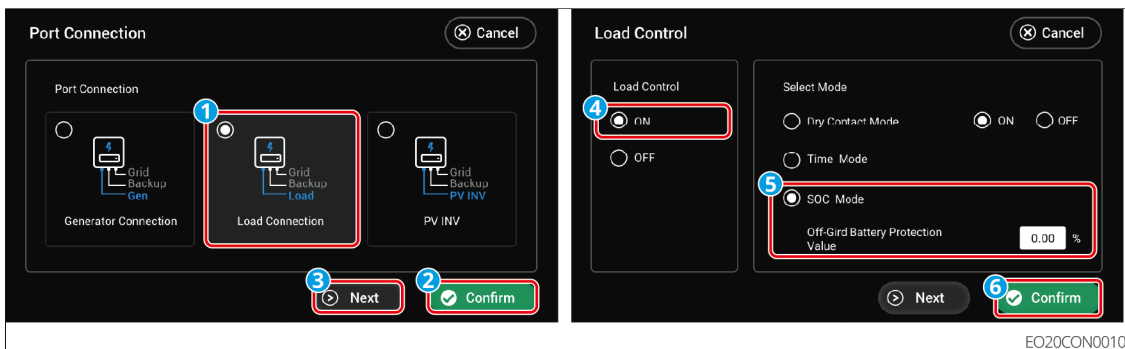 Port Connection
Cancel
Port Connection
1
Grid
Backup
Gen
Generator Connection
Grid
Backup
Load
Load Connection
Grid
Backup
PV INV
PV INV
3
Next
2
Confirm
Load Control
Cancel
Load Control
4
ON
OFF
Select Mode
Dry Contact Mode
ON
OFF
Time Mode
5
SOC Mode
Off-Gird Battery Protection
Value
0.00 %
Next
6
Confirm
EO20CON0010